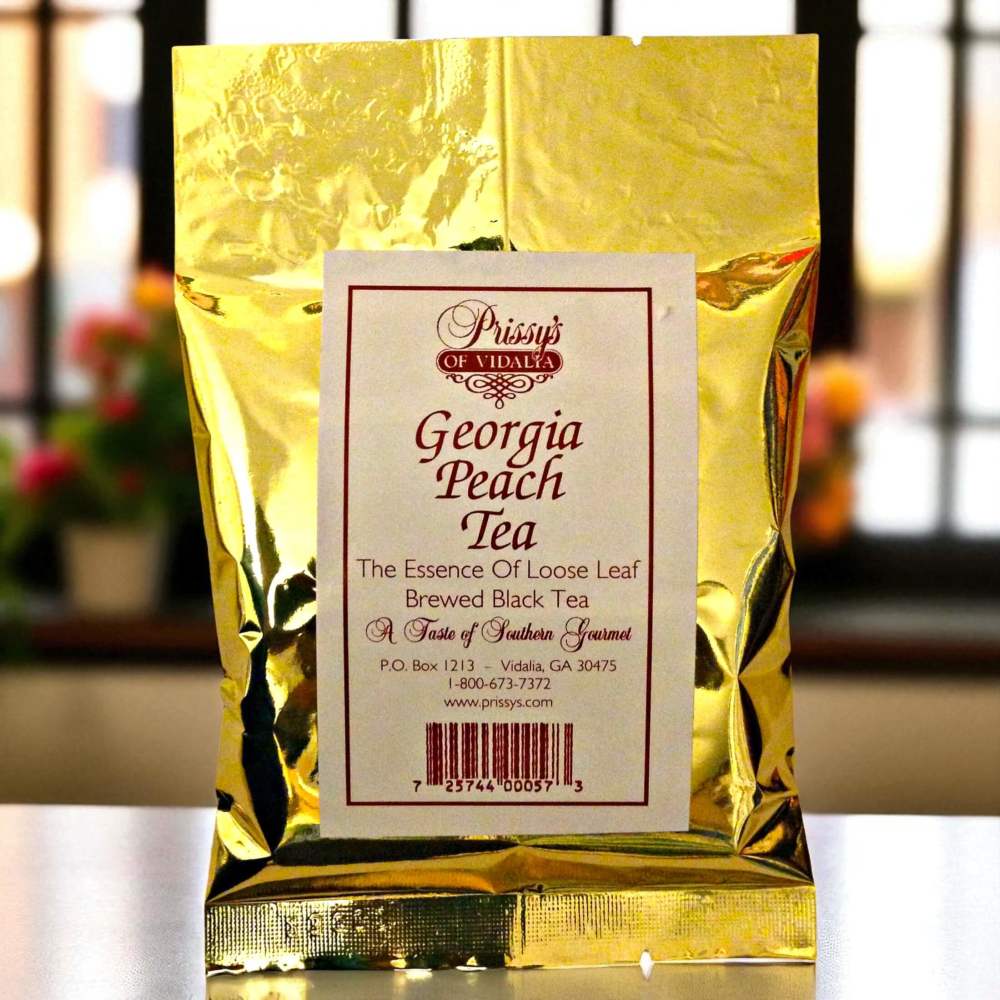 Prissy's
OF VIDALIA
Georgia
Peach
Tea
The Essence Of Loose Leaf
Brewed Black Tea
A Taste of Southern Gourmet
P.O. Box 1213 – Vidalia, GA 30475
1-800-673-7372
www.prissys.com
7 25744 00057 3